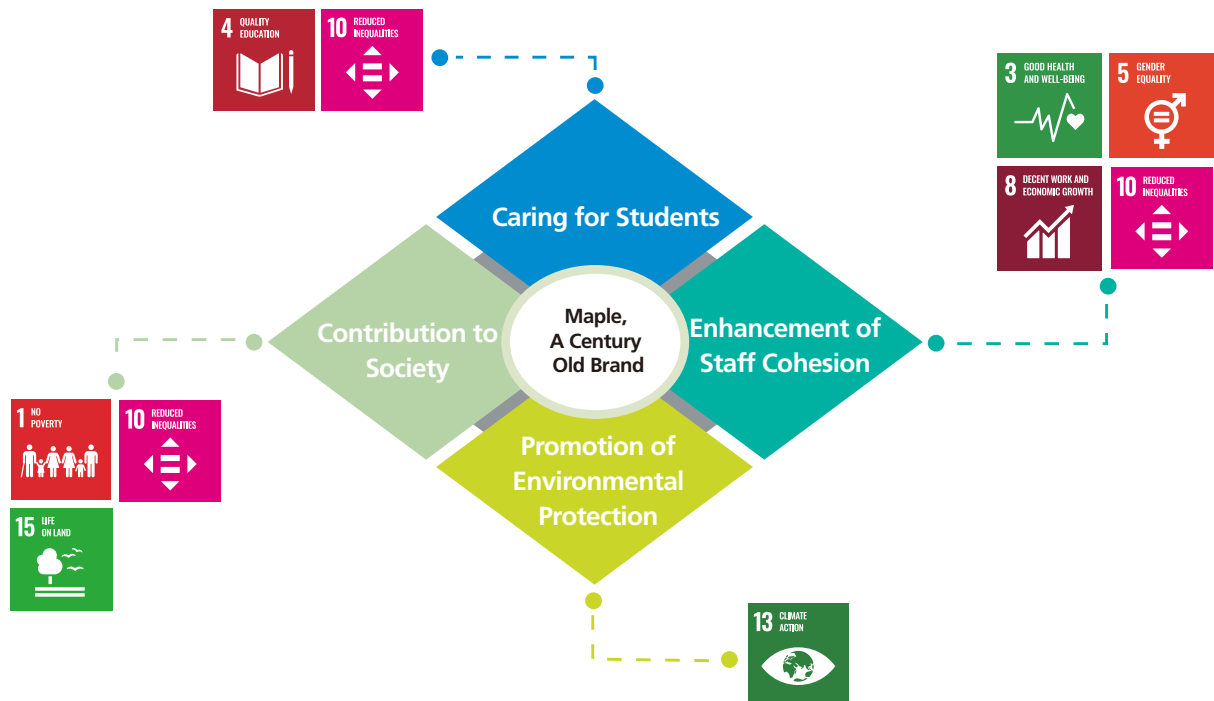 4 QUALITY
EDUCATION
10 REDUCED
INEQUALITIES
3 GOOD HEALTH
AND WELL-BEING
5 GENDER
EQUALITY
8 DECENT WORK AND
ECONOMIC GROWTH
10 REDUCED
INEQUALITIES
Caring for Students
Contribution to
Society
Maple,
A Century
Old Brand
Enhancement of
Staff Cohesion
Promotion of
Environmental
Protection
1 NO
POVERTY
10 REDUCED
INEQUALITIES
15 LIFE
ON LAND
13 CLIMATE
ACTION